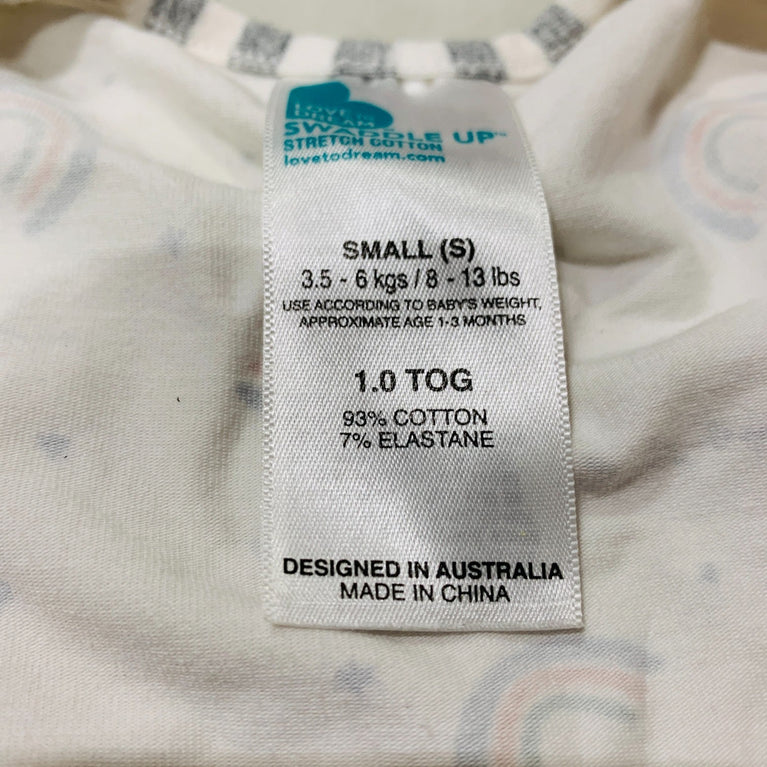 LOVE TO
DREAM
SWADDLE UP™
STRETCH COTTON
lovetodream.com
SMALL (S)
3.5 - 6 kgs / 8 - 13 lbs
USE ACCORDING TO BABY'S WEIGHT,
APPROXIMATE AGE 1-3 MONTHS
1.0 TOG
93% COTTON
7% ELASTANE
DESIGNED IN AUSTRALIA
MADE IN CHINA